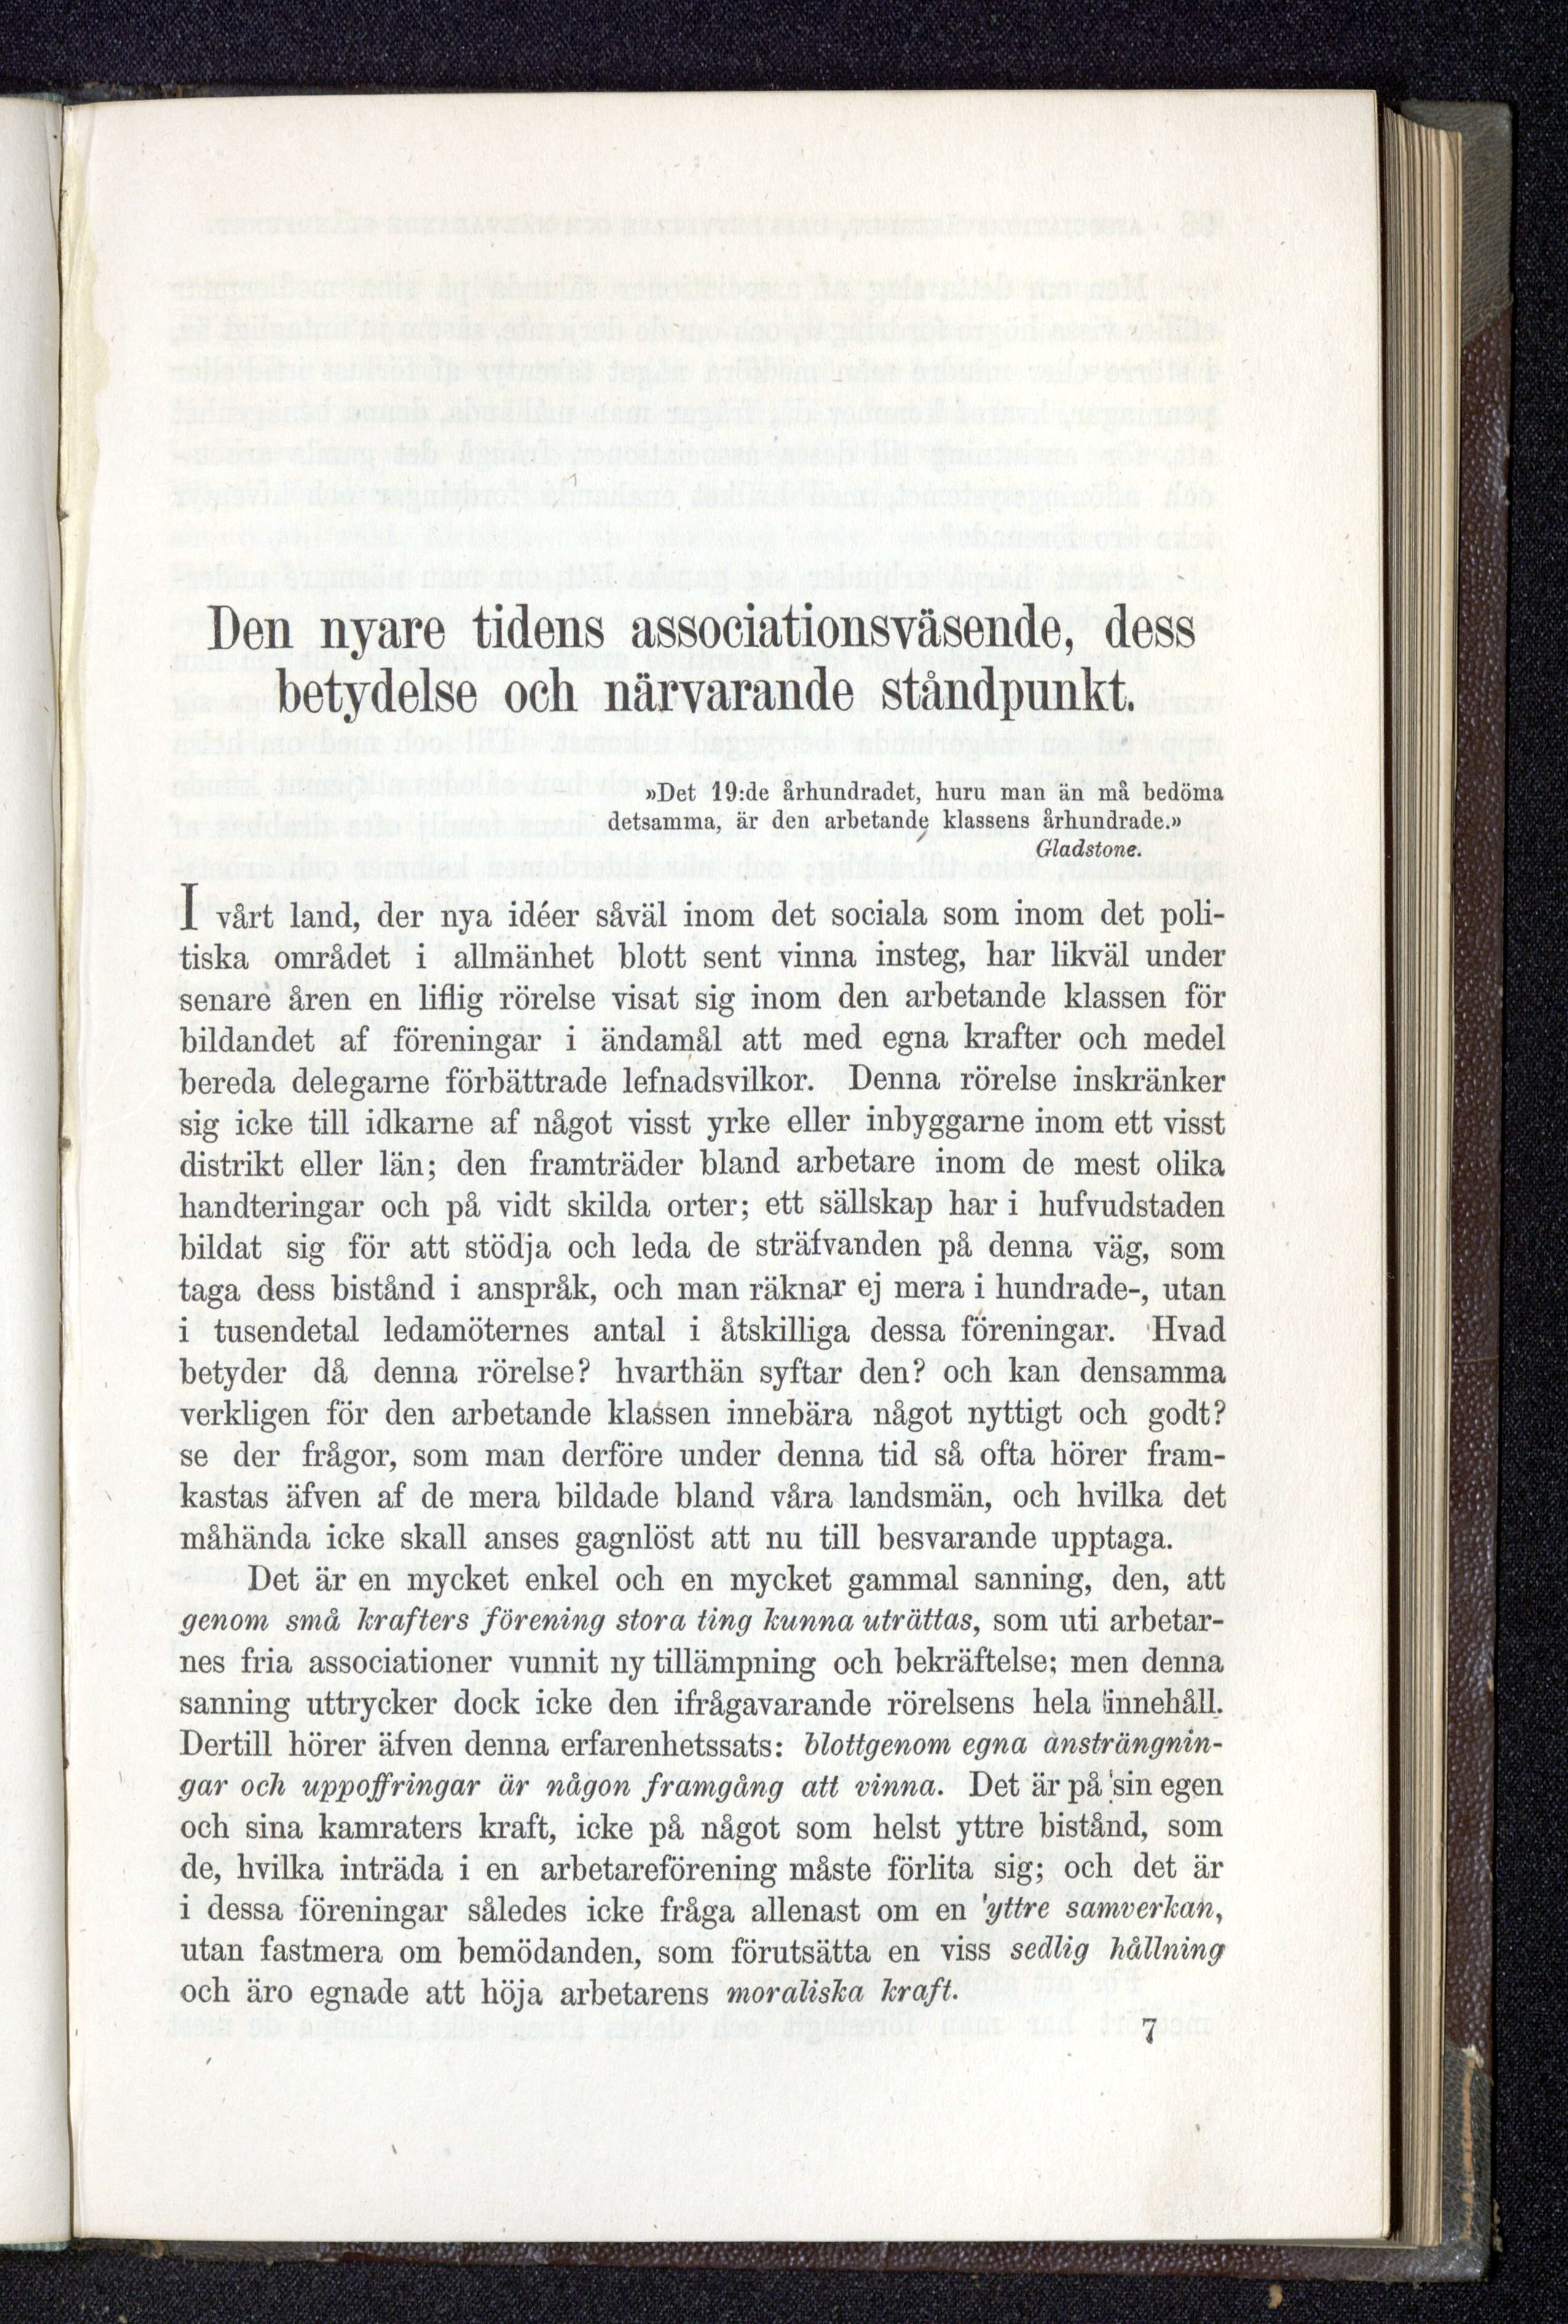 Den nyare tidens associationsväsende, dess
betydelse och närvarande ståndpunkt.
»Det 19:de århundradet, huru man än må bedöma
detsamma, är den arbetande klassens århundrade.»
Gladstone.
I vårt land, der nya idéer såväl inom det sociala som inom det poli-
tiska området i allmänhet blott sent vinna insteg, har likväl under
senare åren en liflig rörelse visat sig inom den arbetande klassen för
bildandet af föreningar i ändamål att med egna krafter och medel
bereda delegarne förbättrade lefnadsvilkor. Denna rörelse inskränker
sig icke till idkarne af något visst yrke eller inbyggarne inom ett visst
distrikt eller län; den framträder bland arbetare inom de mest olika
handteringar och på vidt skilda orter; ett sällskap har i hufvudstaden
bildat sig för att stödja och leda de sträfvanden på denna väg, som
taga dess bistånd i anspråk, och man räknar ej mera i hundrade-, utan
i tusendetal ledamöternes antal i åtskilliga dessa föreningar. Hvad
betyder då denna rörelse? hvarthän syftar den? och kan densamma
verkligen för den arbetande klassen innebära något nyttigt och godt?
se der frågor, som man derföre under denna tid så ofta hörer fram-
kastas äfven af de mera bildade bland våra landsmän, och hvilka det
måhända icke skall anses gagnlöst att nu till besvarande upptaga.
Det är en mycket enkel och en mycket gammal sanning, den, att
genom små krafters förening stora ting kunna uträttas, som uti arbetar-
nes fria associationer vunnit ny tillämpning och bekräftelse; men denna
sanning uttrycker dock icke den ifrågavarande rörelsens hela innehåll.
Dertill hörer äfven denna erfarenhetssats: blottgenom egna ansträngnin-
gar och uppoffringar är någon framgång att vinna. Det är på sin egen
och sina kamraters kraft, icke på något som helst yttre bistånd, som
de, hvilka inträda i en arbetareförening måste förlita sig; och det är
i dessa föreningar således icke fråga allenast om en yttre samverkan,
utan fastmera om bemödanden, som förutsätta en viss sedlig hållning
och äro egnade att höja arbetarens moraliska kraft.
7